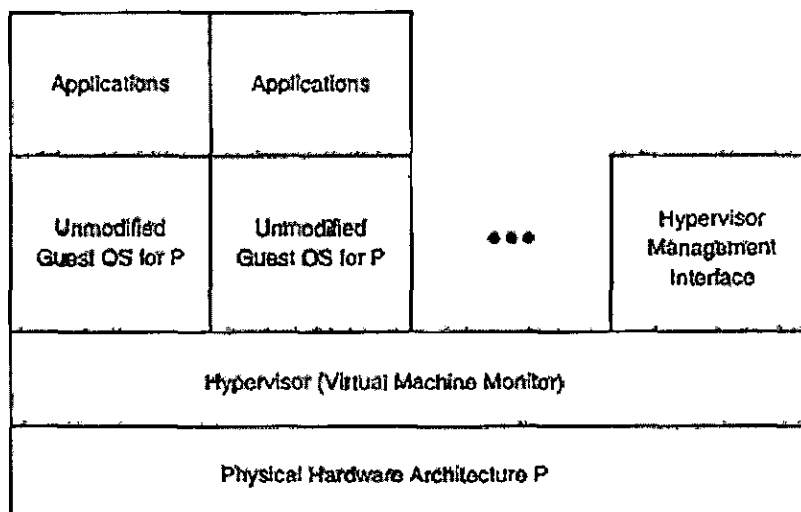 Applications
Applications
Unmodified
Guest OS for P
Unmodified
Guest OS for P
•••
Hypervisor
Management
Interface
Hypervisor (Virtual Machine Monitor)
Physical Hardware Architecture P